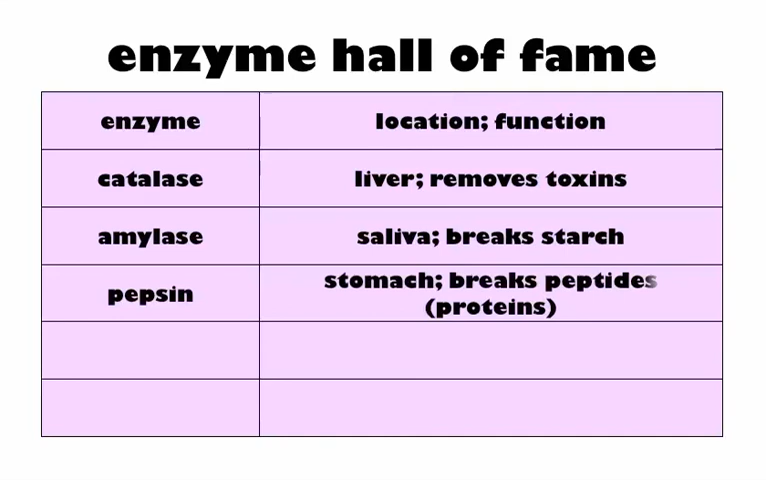 enzyme hall of fame
enzyme
location; function
catalase
liver; removes toxins
amylase
saliva; breaks starch
pepsin
stomach; breaks peptides
(proteins)